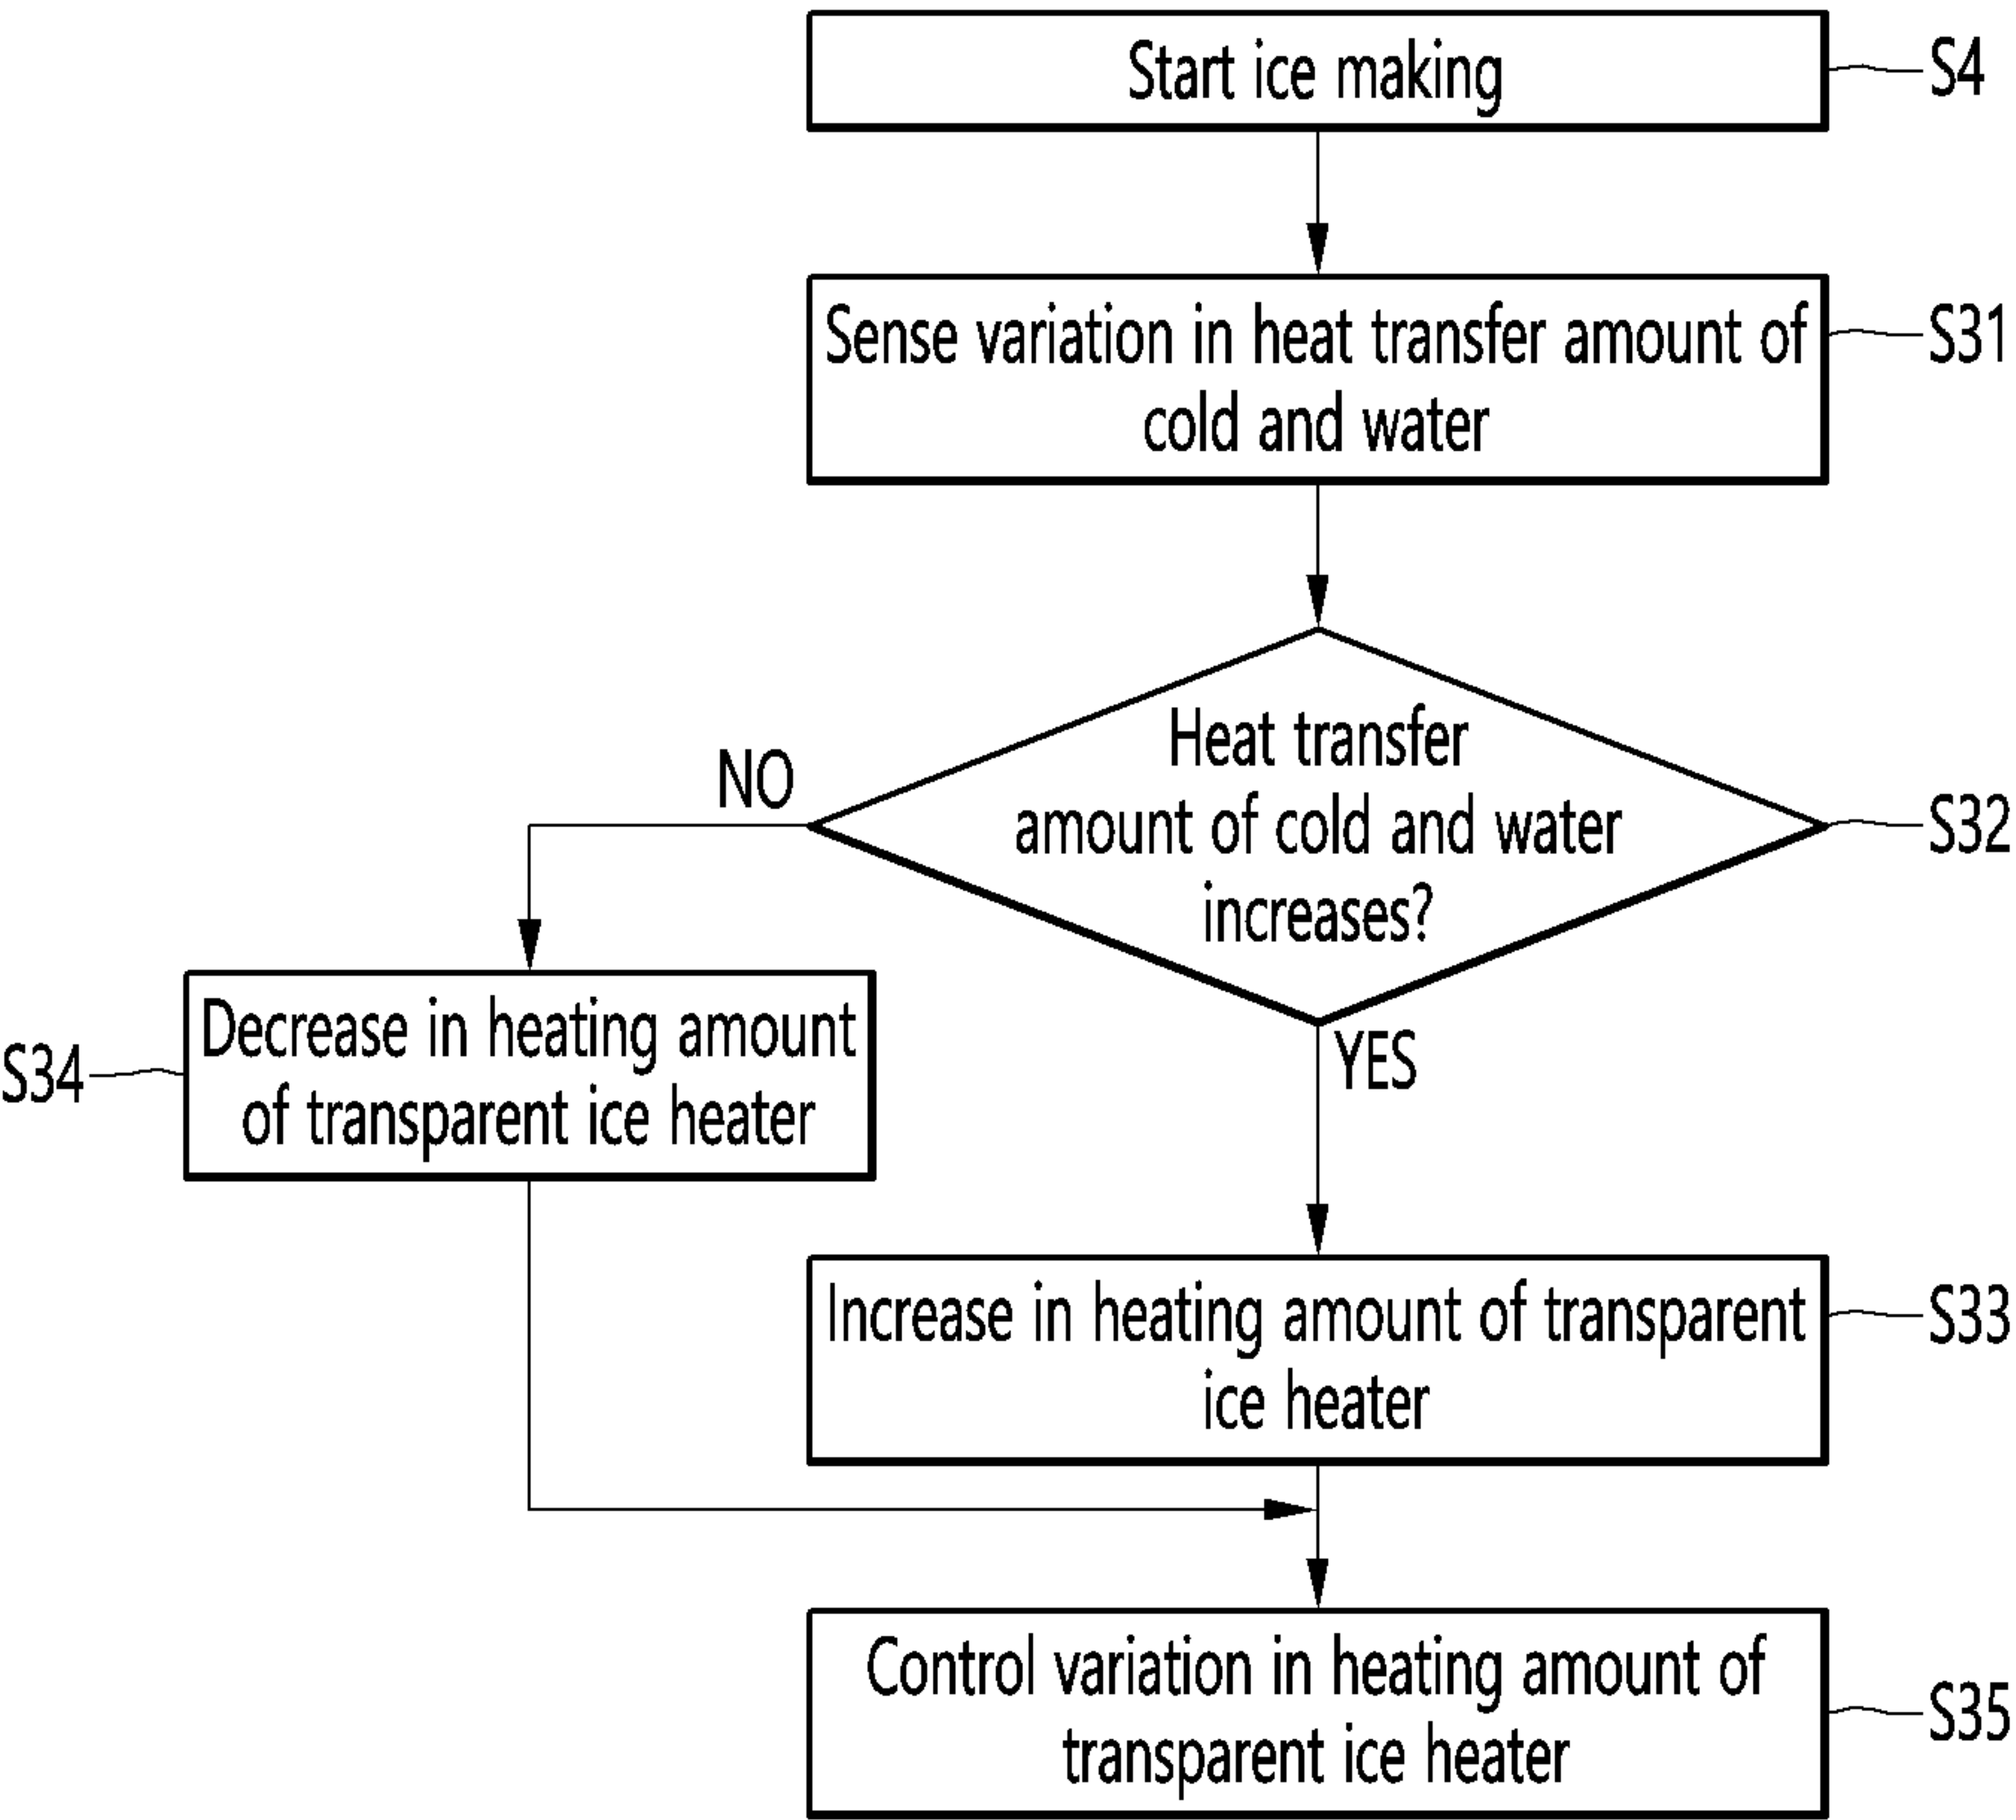 Start ice making
S4
Sense variation in heat transfer amount of
cold and water
S31
Heat transfer
amount of cold and water
increases?
S32
NO
YES
Decrease in heating amount
of transparent ice heater
S34
Increase in heating amount of transparent
ice heater
S33
Control variation in heating amount of
transparent ice heater
S35